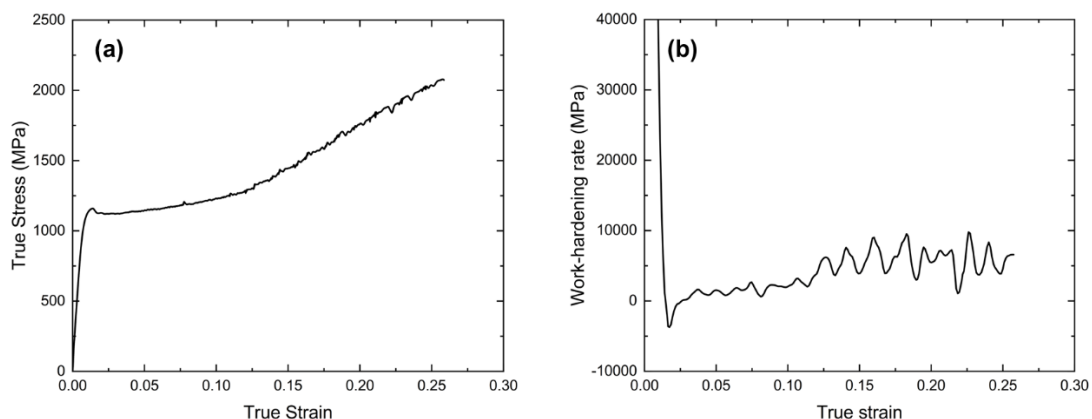 (a)
True Stress (MPa)
2500
2000
1500
1000
500
0
0.00 0.05 0.10 0.15 0.20 0.25 0.30
True Strain
(b)
Work-hardening rate (MPa)
40000
30000
20000
10000
0
-10000
0.00 0.05 0.10 0.15 0.20 0.25 0.30
True strain